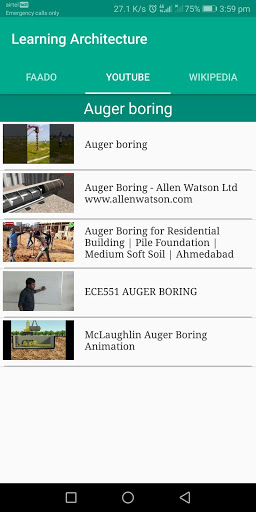 airtel
Emergency calls only
27.1 K/s
75%
3:59 pm
Learning Architecture
FAADO
YOUTUBE
WIKIPEDIA
Auger boring
Auger boring
Auger Boring - Allen Watson Ltd
www.allenwatson.com
Auger Boring for Residential
Building | Pile Foundation |
Medium Soft Soil | Ahmedabad
ECE551 AUGER BORING
McLaughlin Auger Boring
Animation